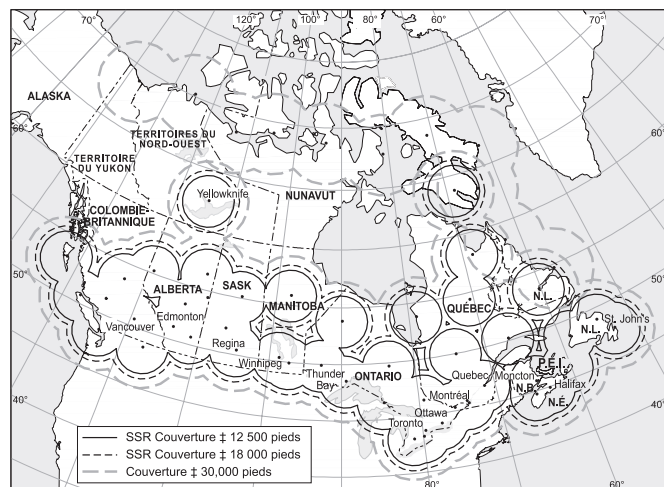 70°
120°
100°
80°
60°
70°
ALASKA
60°
TERRITOIRES DU
NORD-OUEST
TERRITOIRE
DU YUKON
Yellowknife
NUNAVUT
COLOMBIE-
BRITANNIQUE
50°
50°
ALBERTA
SASK
MANITOBA
QUÉBEC
N.L.
St. John's
N.L.
Edmonton
Vancouver
Regina
Winnipeg
Thunder
Bay
ONTARIO
Quebec
P.E.I.
Moncton
Halifax
N.B.
N.É.
Montréal
Ottawa
Toronto
40°
40°
80°
60°
SSR Couverture ‡ 12 500 pieds
SSR Couverture ‡ 18 000 pieds
Couverture ‡ 30,000 pieds